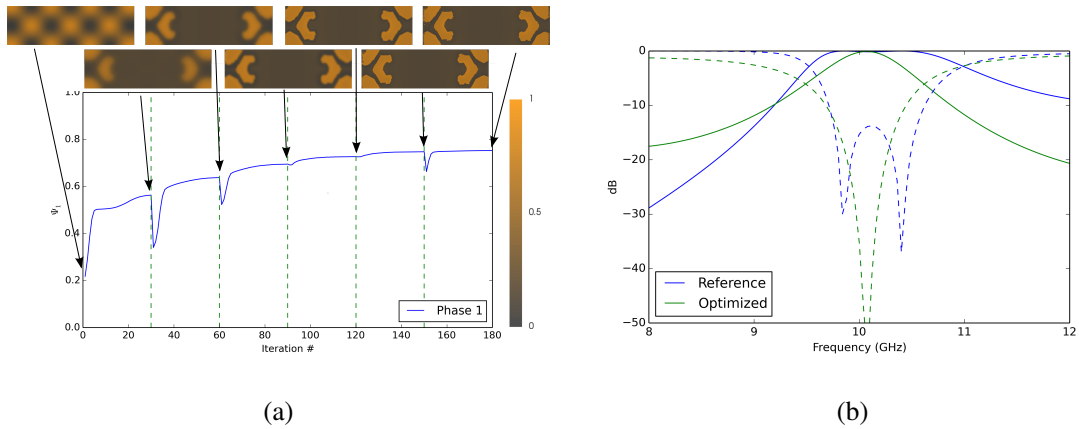 1.0
0.8
0.6
0.4
0.2
0.0
Ψ₁
0 20 40 60 80 100 120 140 160 180
Iteration #
Phase 1
1
0.5
0
(a)
0
−10
−20
−30
−40
−50
dB
8 9 10 11 12
Frequency (GHz)
Reference
Optimized
(b)